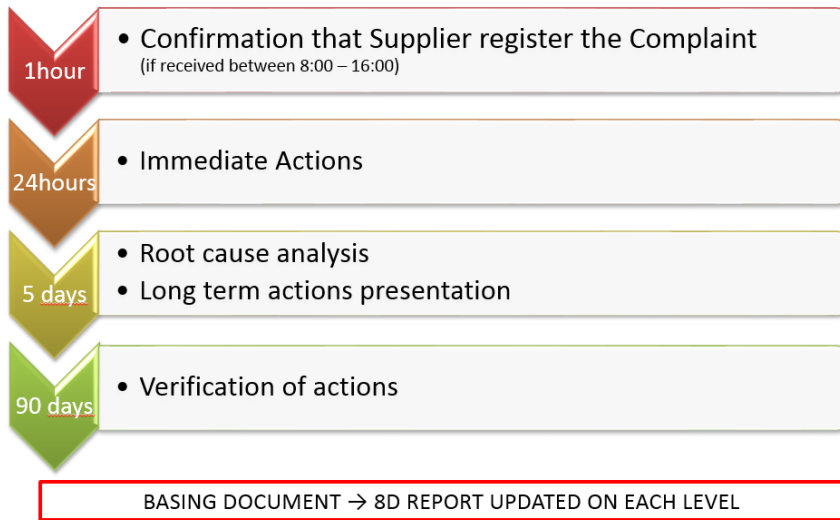 1hour
• Confirmation that Supplier register the Complaint
(if received between 8:00 – 16:00)
24hours
• Immediate Actions
5 days
• Root cause analysis
• Long term actions presentation
90 days
• Verification of actions
BASING DOCUMENT → 8D REPORT UPDATED ON EACH LEVEL